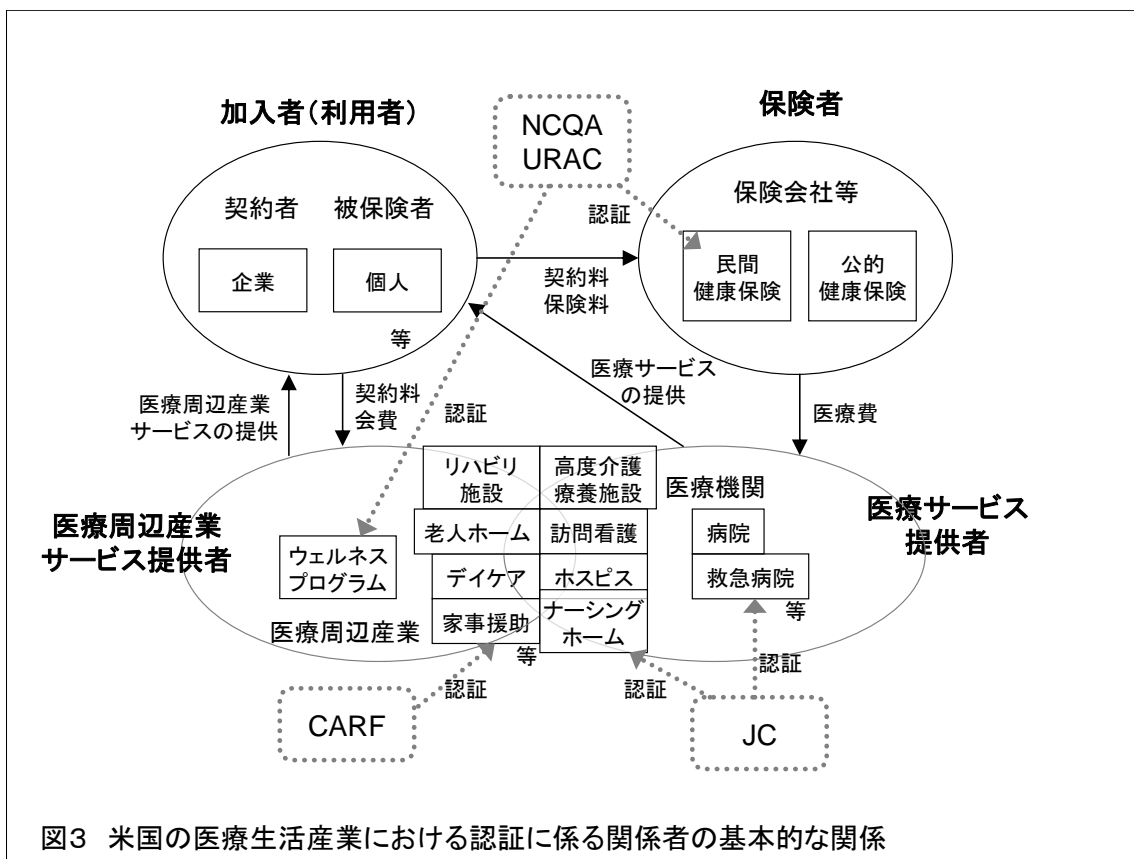 加入者(利用者)
NCQA
URAC
保険者
契約者
被保険者
企業
個人
等
認証
保険会社等
民間
健康保険
公的
健康保険
契約料
保険料
医療周辺産業
サービスの提供
契約料
会費
認証
医療サービス
の提供
医療費
医療周辺産業
サービス提供者
リハビリ
施設
高度介護
療養施設
医療機関
医療サービス
提供者
老人ホーム
訪問看護
病院
ウェルネス
プログラム
デイケア
ホスピス
救急病院
等
医療周辺産業
家事援助
ナーシング
ホーム
等
認証
認証
認証
CARF
JC
図3 米国の医療生活産業における認証に係る関係者の基本的な関係